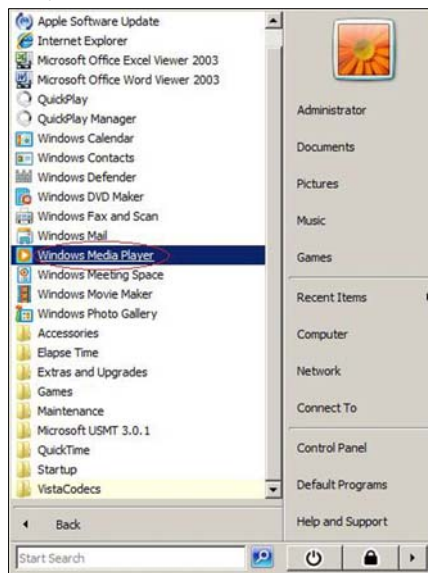 Apple Software Update
Internet Explorer
Microsoft Office Excel Viewer 2003
Microsoft Office Word Viewer 2003
QuickPlay
QuickPlay Manager
Windows Calendar
Windows Contacts
Windows Defender
Windows DVD Maker
Windows Fax and Scan
Windows Mail
Windows Media Player
Windows Meeting Space
Windows Movie Maker
Windows Photo Gallery
Accessories
Elapse Time
Extras and Upgrades
Games
Maintenance
Microsoft USMT 3.0.1
QuickTime
Startup
VistaCodecs
Back
Start Search
Administrator
Documents
Pictures
Music
Games
Recent Items
Computer
Network
Connect To
Control Panel
Default Programs
Help and Support